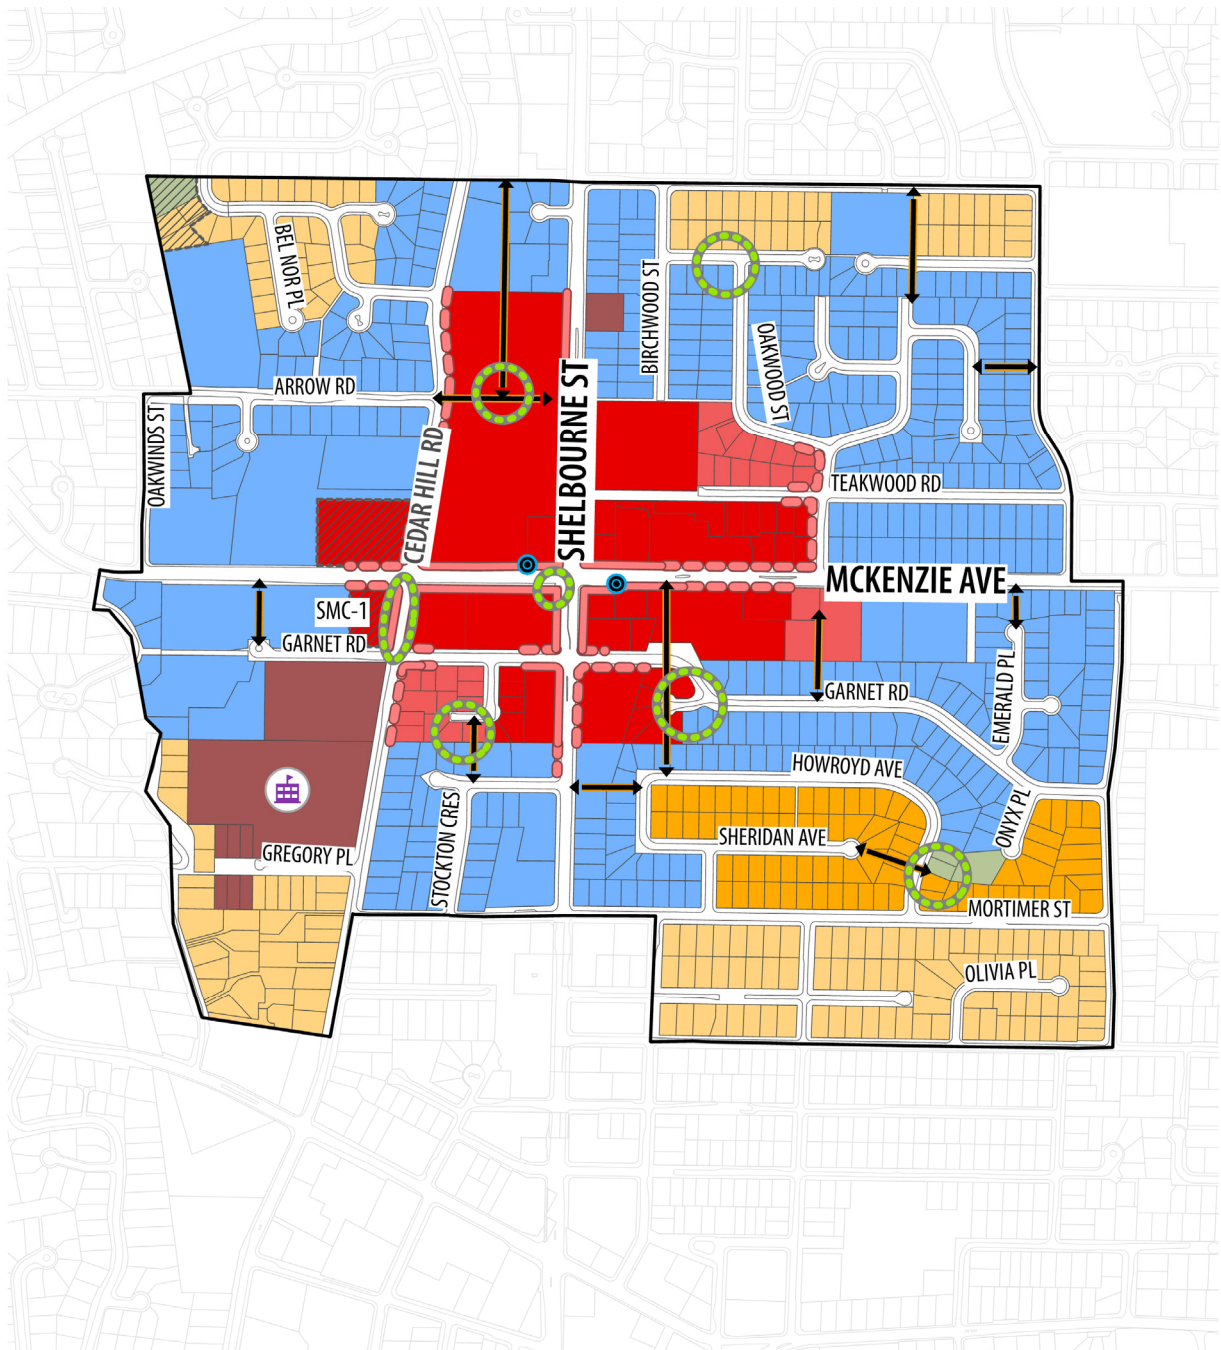 BEL NOR PL
BIRCHWOOD ST
OAKWOOD ST
ARROW RD
SHELBOURNE ST
OAKWINDS ST
CEDAR HILL RD
TEAKWOOD RD
MCKENZIE AVE
SMC-1
GARNET RD
GARNET RD
EMERALD PL
HOWROYD AVE
ONYX PL
SHERIDAN AVE
STOCKTON CRES
GREGORY PL
MORTIMER ST
OLIVIA PL